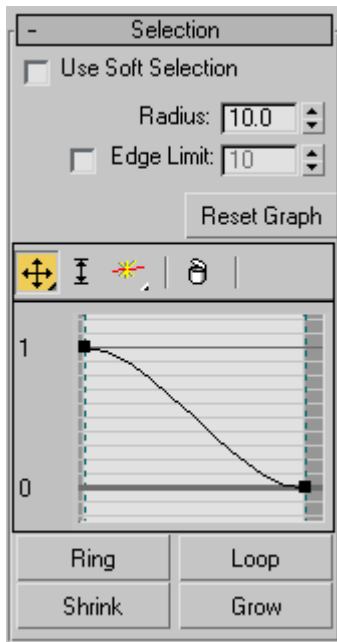 - Selection
Use Soft Selection
Radius: 10.0
Edge Limit: 10
Reset Graph
1
0
Ring Loop
Shrink Grow